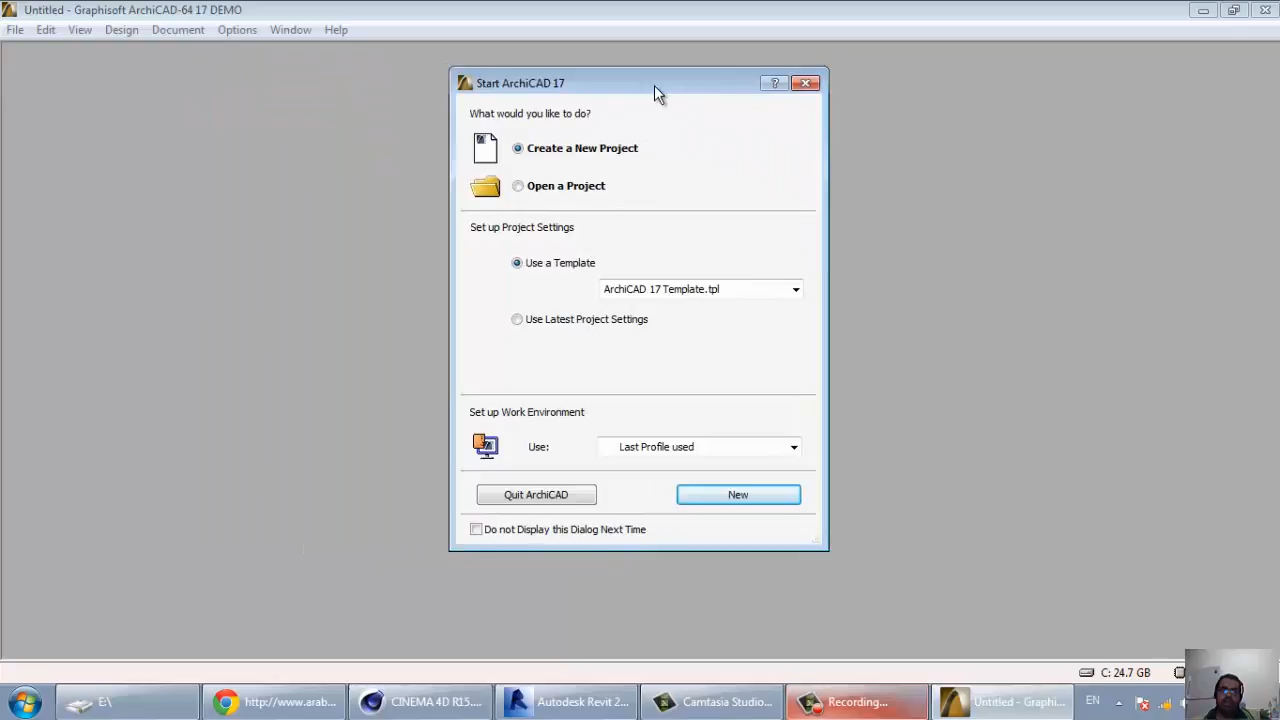 Untitled - Graphisoft ArchiCAD-64 17 DEMO
File Edit View Design Document Options Window Help
Start ArchiCAD 17
What would you like to do?
Create a New Project
Open a Project
Set up Project Settings
Use a Template
ArchiCAD 17 Template.tpl
Use Latest Project Settings
Set up Work Environment
Use: Last Profile used
Quit ArchiCAD New
Do not Display this Dialog Next Time
C: 24.7 GB
E:\ http://www.arab... CINEMA 4D R15.... Autodesk Revit 2... Camtasia Studio... Recording... Untitled - Graphi... EN